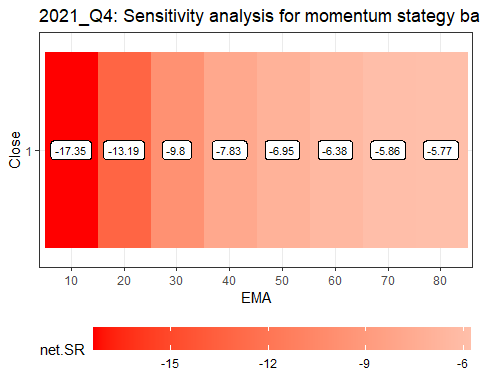 2021_Q4: Sensitivity analysis for momentum stategy ba
Close
1
-17.35 -13.19 -9.8 -7.83 -6.95 -6.38 -5.86 -5.77
10 20 30 40 50 60 70 80
EMA
net.SR
-15 -12 -9 -6